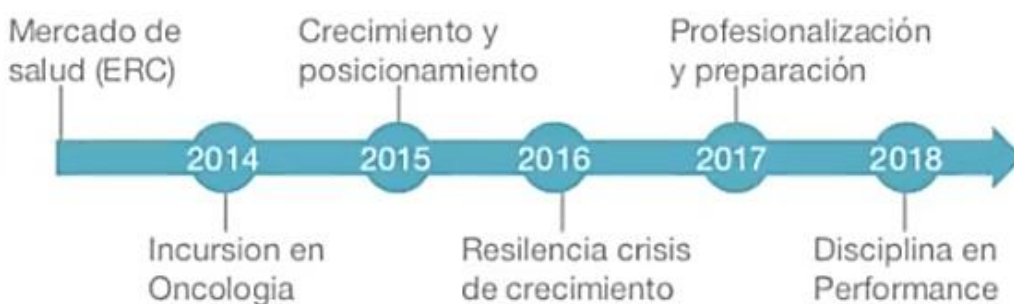 Mercado de
salud (ERC)
Crecimiento y
posicionamiento
Profesionalización
y preparación
2014
2015
2016
2017
2018
Incursion en
Oncologia
Resilencia crisis
de crecimiento
Disciplina en
Performance